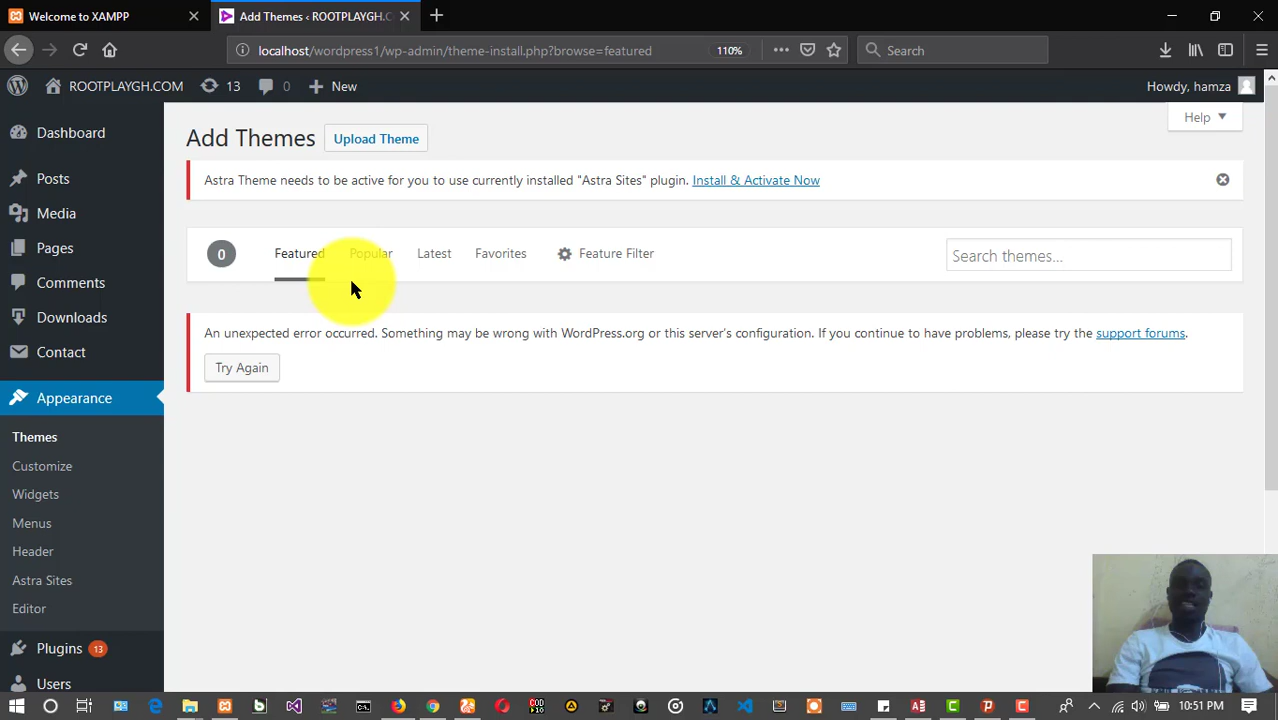 Welcome to XAMPP
Add Themes ‹ ROOTPLAYGH.COM
localhost/wordpress1/wp-admin/theme-install.php?browse=featured
110%
Search
ROOTPLAYGH.COM
13
0
New
Howdy, hamza
Dashboard
Posts
Media
Pages
Comments
Downloads
Contact
Appearance
Themes
Customize
Widgets
Menus
Header
Astra Sites
Editor
Plugins 13
Users
Help
Add Themes
Upload Theme
Astra Theme needs to be active for you to use currently installed "Astra Sites" plugin. Install & Activate Now
0
Featured
Popular
Latest
Favorites
Feature Filter
Search themes...
An unexpected error occurred. Something may be wrong with WordPress.org or this server's configuration. If you continue to have problems, please try the support forums.
Try Again
10:51 PM